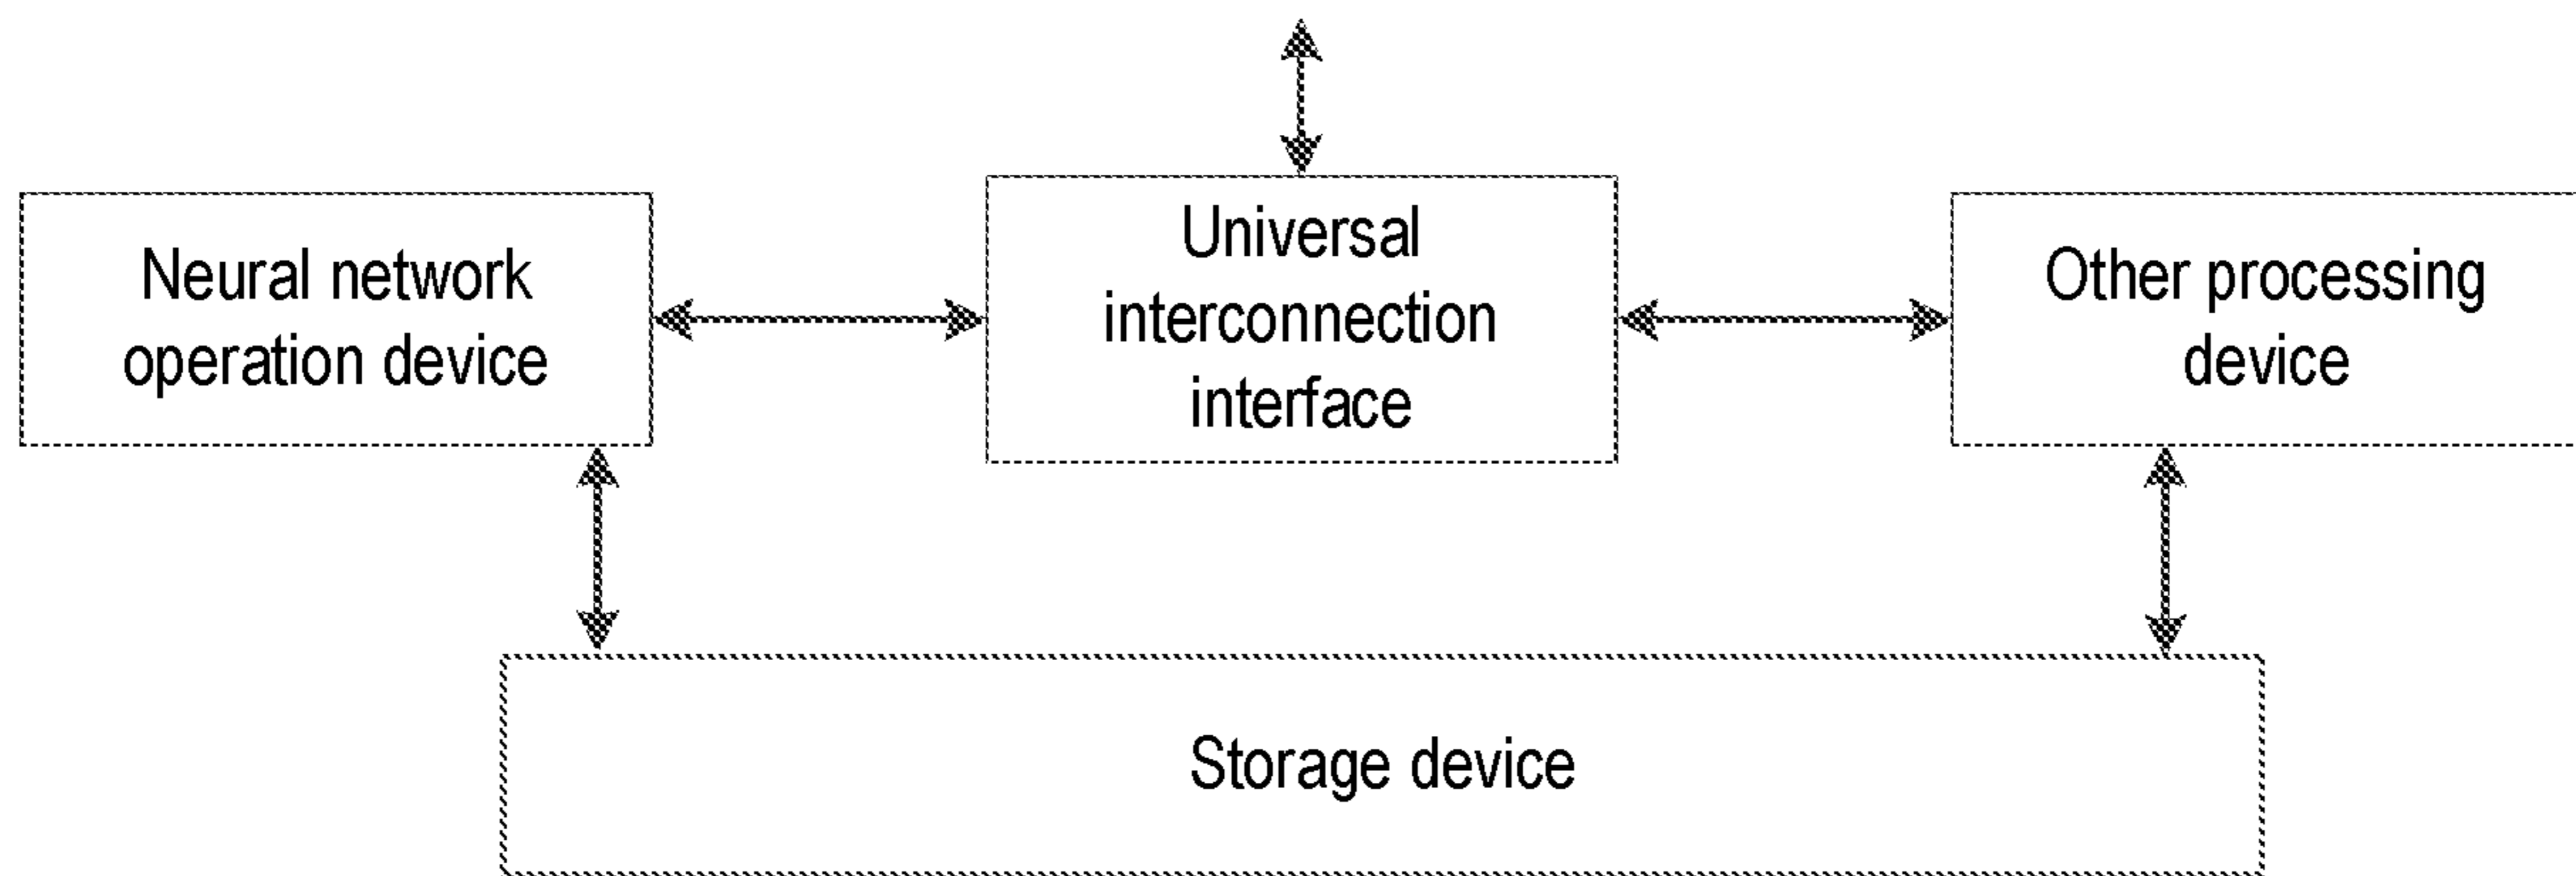 Neural network
operation device
Universal
interconnection
interface
Other processing
device
Storage device